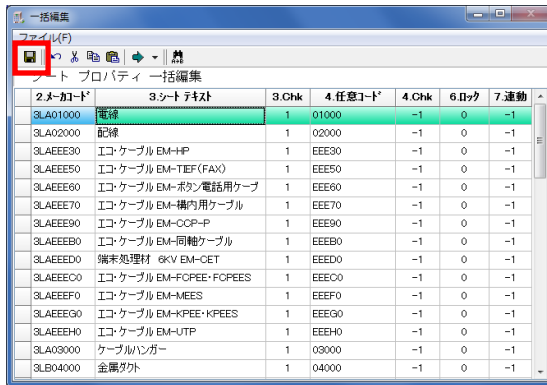 一括編集
ファイル(F)
シート プロパティ 一括編集
2.ﾒｰｶｺｰﾄﾞ 3.ｼｰﾄ ﾃｷｽﾄ 3.Chk 4.任意ｺｰﾄﾞ 4.Chk 6.ﾛｯｸ 7.連動
3LA01000 電線 1 01000 -1 0 -1
3LA02000 配線 1 02000 -1 0 -1
3LAEEE30 エコ・ケーブル EM-HP 1 EEE30 -1 0 -1
3LAEEE50 エコ・ケーブル EM-TIEF(FAX) 1 EEE50 -1 0 -1
3LAEEE60 エコ・ケーブル EM-ボタン電話用ケーブ 1 EEE60 -1 0 -1
3LAEEE70 エコ・ケーブル EM-構内用ケーブル 1 EEE70 -1 0 -1
3LAEEE90 エコ・ケーブル EM-CCP-P 1 EEE90 -1 0 -1
3LAEEEB0 エコ・ケーブル EM-同軸ケーブル 1 EEEB0 -1 0 -1
3LAEEED0 端末処理材 6KV EM-CET 1 EEED0 -1 0 -1
3LAEEEC0 エコ・ケーブル EM-FCPEE・FCPEES 1 EEEC0 -1 0 -1
3LAEEEF0 エコ・ケーブル EM-MEES 1 EEEF0 -1 0 -1
3LAEEEG0 エコ・ケーブル EM-KPEE・KPEES 1 EEEG0 -1 0 -1
3LAEEEH0 エコ・ケーブル EM-UTP 1 EEEH0 -1 0 -1
3LA03000 ケーブルハンガー 1 03000 -1 0 -1
3LB04000 金属ダクト 1 04000 -1 0 -1